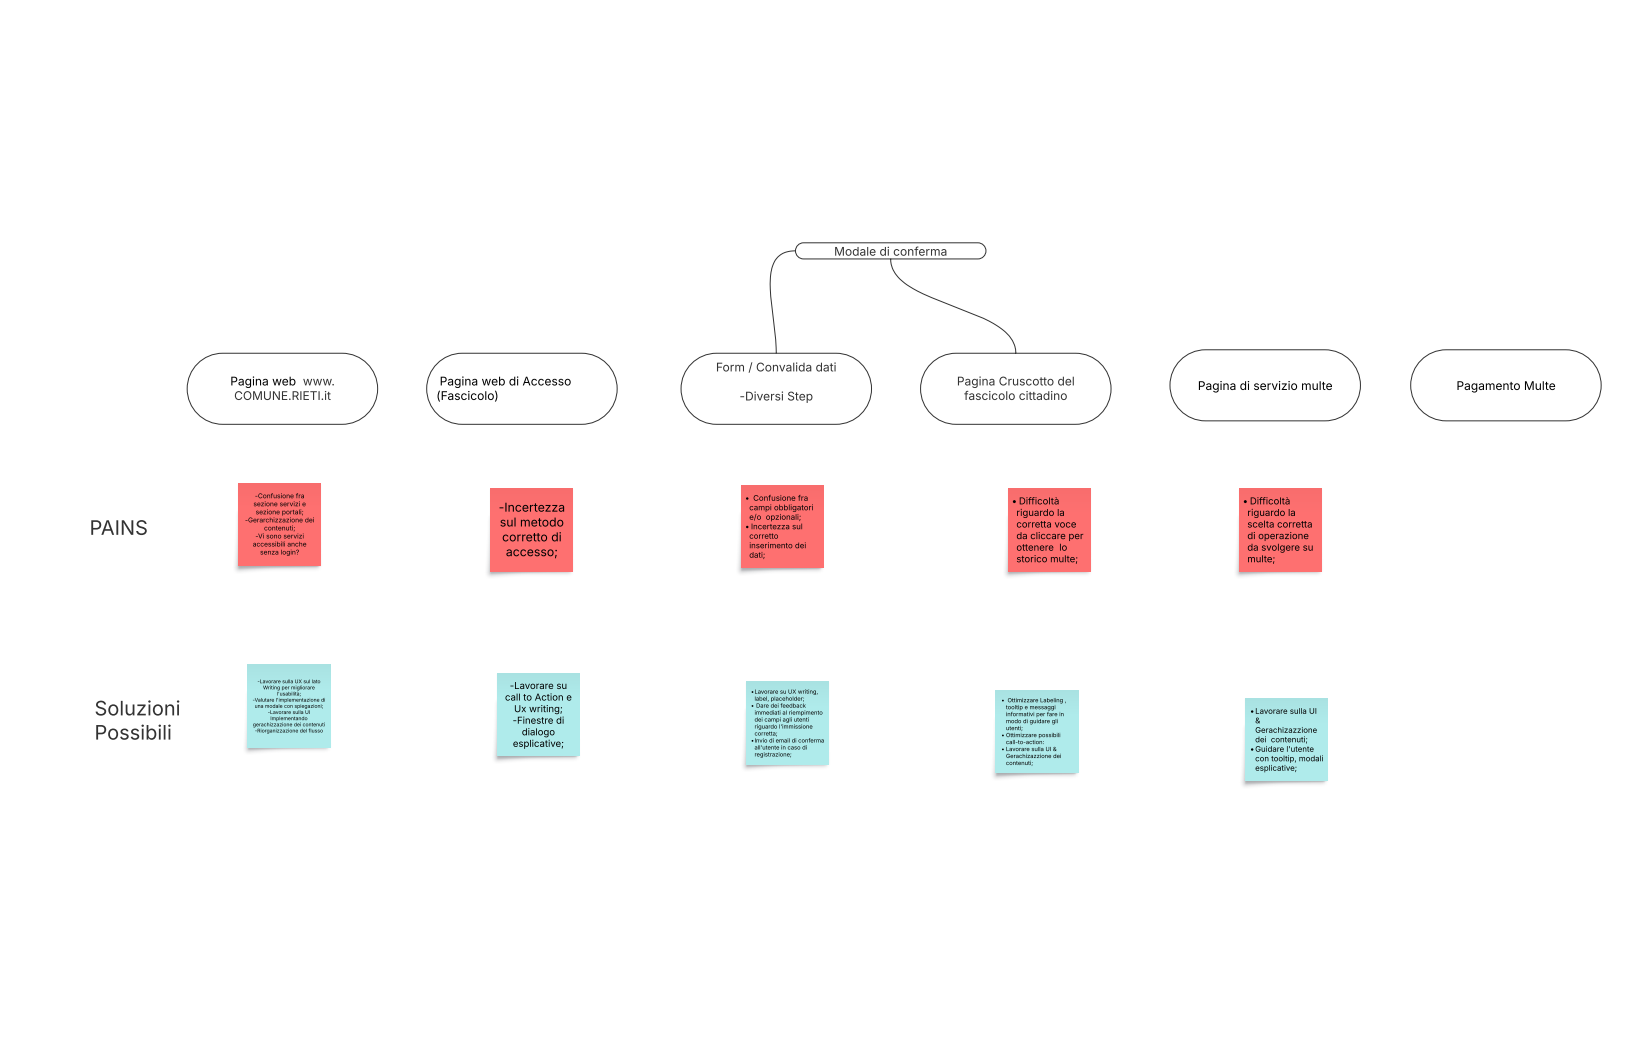 Modale di conferma
Pagina web  www.
COMUNE.RIETI.it
Pagina web di Accesso
(Fascicolo)
Form / Convalida dati
-Diversi Step
Pagina Cruscotto del
fascicolo cittadino
Pagina di servizio multe
Pagamento Multe
PAINS
-Confusione fra
sezione servizi e
sezione portali;
-Gerarchizzazione dei
contenuti;
-Vi sono servizi
accessibili anche
senza login?
-Incertezza
sul metodo
corretto di
accesso;
• Confusione fra
campi obbligatori
e/o  opzionali;
• Incertezza sul
corretto
inserimento dei
dati;
• Difficoltà
riguardo la
corretta voce
da cliccare per
ottenere  lo
storico multe;
• Difficoltà
riguardo la
scelta corretta
di operazione
da svolgere su
multe;
Soluzioni
Possibili
-Lavorare sulla UX sul lato
Writing per migliorare
l'usabilità;
-Valutare l'implementazione di
una modale con spiegazioni;
-Lavorare sulla UI
Implementando
gerachizzazione dei contenuti
-Riorganizzazione del flusso
-Lavorare su
call to Action e
Ux writing;
-Finestre di
dialogo
esplicative;
• Lavorare su UX writing,
label, placeholder;
• Dare dei feedback
immediati al riempimento
dei campi agli utenti
riguardo l'immissione
corretta;
• Invio di email di conferma
all'utente in caso di
registrazione;
• Ottimizzare Labeling ,
tooltip e messaggi
informativi per fare in
modo di guidare gli
utenti;
• Ottimizzare possibili
call-to-action:
• Lavorare sulla UI &
Gerachizazzione dei
contenuti;
• Lavorare sulla UI
&
Gerachizazzione
dei  contenuti;
• Guidare l'utente
con tooltip, modali
esplicative;